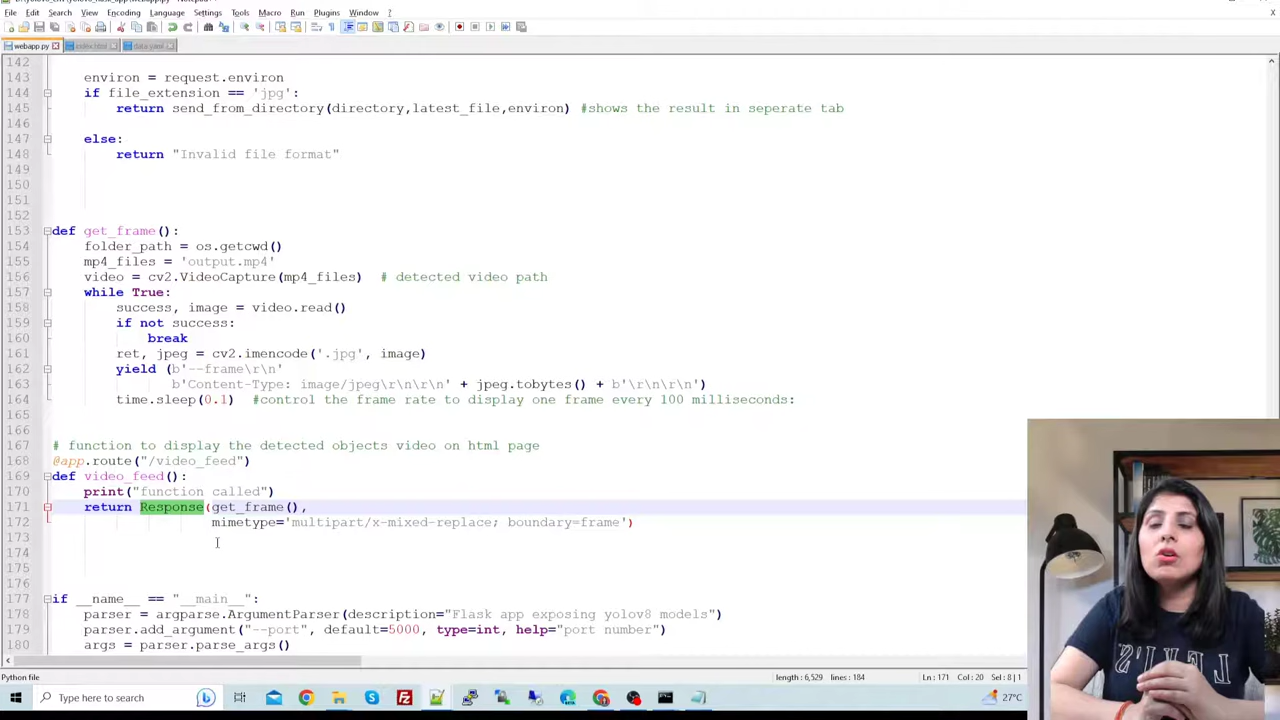 File Edit Search View Encoding Language Settings Tools Macro Run Plugins Window ?
webapp.py index.html data.yaml
142
143 environ = request.environ
144 if file_extension == 'jpg':
145 return send_from_directory(directory,latest_file,environ) #shows the result in seperate tab
146
147 else:
148 return "Invalid file format"
149
150
151
152
153 def get_frame():
154 folder_path = os.getcwd()
155 mp4_files = 'output.mp4'
156 video = cv2.VideoCapture(mp4_files) # detected video path
157 while True:
158 success, image = video.read()
159 if not success:
160 break
161 ret, jpeg = cv2.imencode('.jpg', image)
162 yield (b'--frame\r\n'
163 b'Content-Type: image/jpeg\r\n\r\n' + jpeg.tobytes() + b'\r\n\r\n')
164 time.sleep(0.1) #control the frame rate to display one frame every 100 milliseconds:
165
166
167 # function to display the detected objects video on html page
168 @app.route("/video_feed")
169 def video_feed():
170 print("function called")
171 return Response(get_frame(),
172 mimetype='multipart/x-mixed-replace; boundary=frame')
173
174
175
176
177 if __name__ == "__main__":
178 parser = argparse.ArgumentParser(description="Flask app exposing yolov8 models")
179 parser.add_argument("--port", default=5000, type=int, help="port number")
180 args = parser.parse_args()
Python file length : 6,529 lines : 184 Ln : 171 Col : 20 Sel : 8 | 1
Type here to search 27°C
LEVI'S